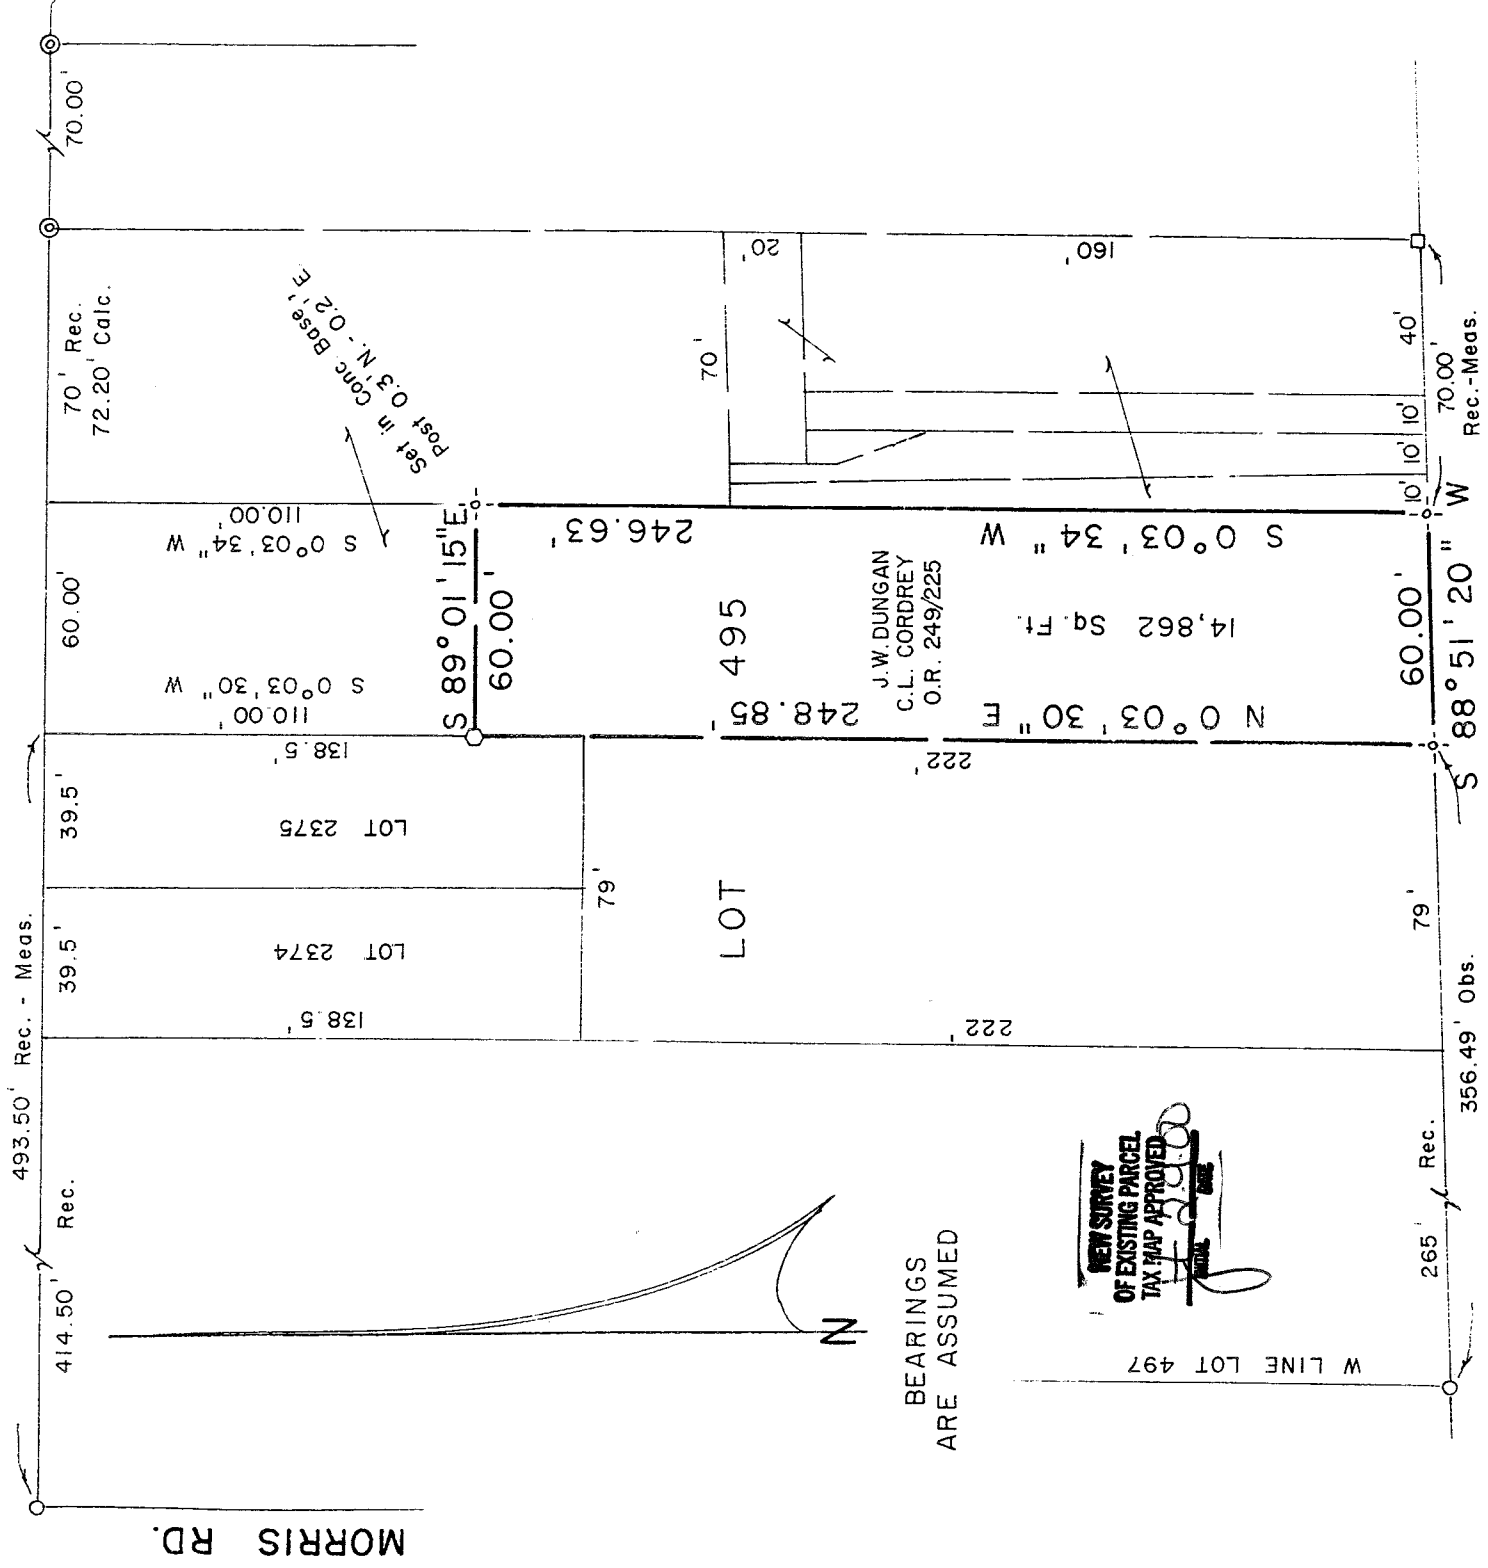 70.00'
70' Rec.
72.20' Calc.
Set in Conc. Base
Post 0.3' N. - 0.2' E
60.00'
S 0°03'34" W
110.00'
S 0°03'30" W
110.00'
S 89°01'15"E
60.00'
246.63'
S 0°03'34" W
70'
20'
160'
10' 10' 10' 40'
70.00'
Rec.-Meas.
495
J.W. DUNGAN
C.L. CORDREY
O.R. 249/225
14,862 Sq. Ft.
248.85'
N 0°03'30" E
60.00'
S 88°51'20" W
493.50' Rec. - Meas.
39.5'
39.5'
138.5'
LOT 2375
LOT 2374
138.5'
79'
LOT
222'
222'
79'
356.49' Obs.
414.50' Rec.
265' Rec.
N
BEARINGS
ARE ASSUMED
NEW SURVEY
OF EXISTING PARCEL
TAX MAP APPROVED
INITIAL DATE
W LINE LOT 497
MORRIS RD.